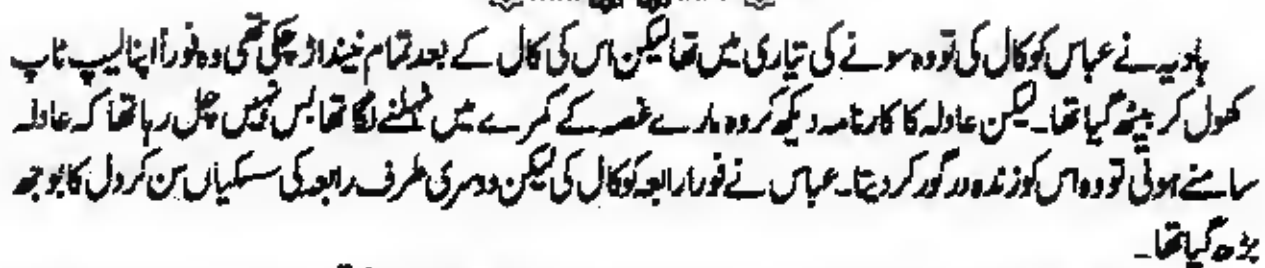 ہادیہ نے عباس کو کال کی تو وہ سونے کی تیاری میں تھا لیکن اس کی کال کے بعد تمام نیند اڑ چکی تھی وہ فوراً اپنا لیپ ٹاپ
کھول کر بیٹھ گیا تھا۔ لیکن عادلہ کا کارنامہ دیکھ کر وہ مارے غصہ کے کمرے میں ٹہلنے لگا تھا بس نہیں چل رہا تھا کہ عادلہ
سامنے ہوتی تو وہ اس کو زندہ درگور کر دیتا۔ عباس نے فورا رابعہ کو کال کی لیکن دوسری طرف رابعہ کی سسکیاں سن کر دل کا بوجھ
بڑھ گیا تھا۔